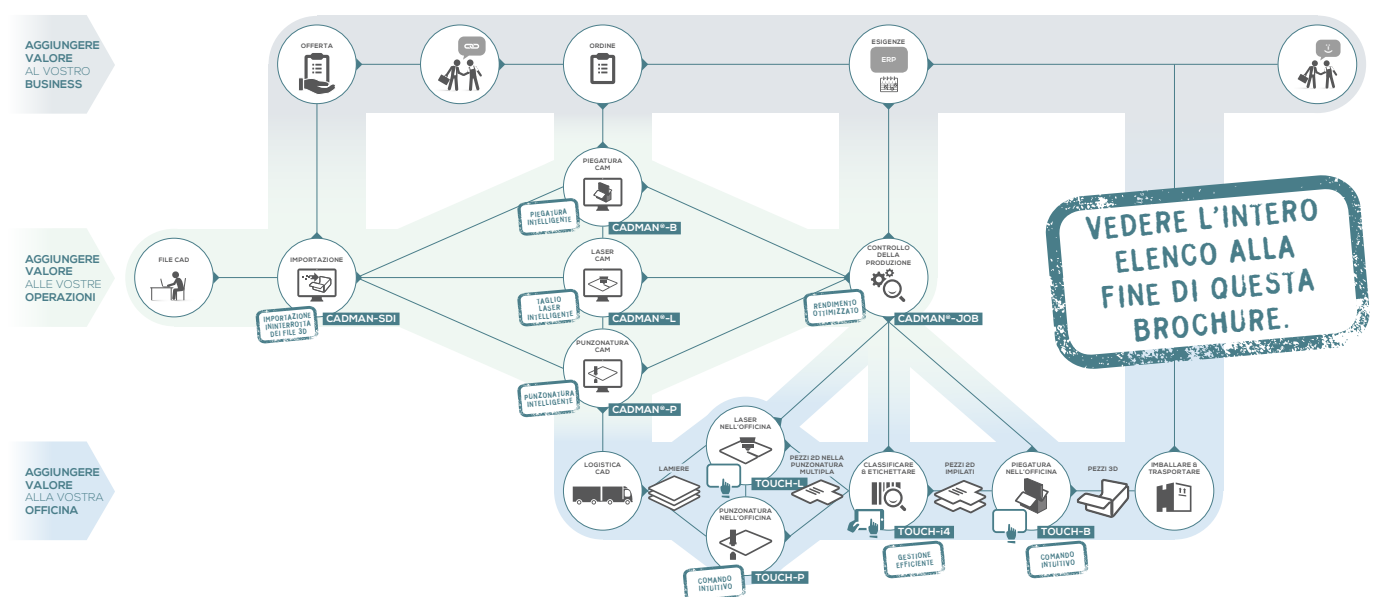 AGGIUNGERE
VALORE
AL VOSTRO
BUSINESS
OFFERTA
ORDINE
ESIGENZE
ERP
PIEGATURA
CAM
PIEGATURA
INTELLIGENTE
CADMAN®-B
AGGIUNGERE
VALORE
ALLE VOSTRE
OPERAZIONI
FILE CAD
IMPORTAZIONE
IMPORTAZIONE
ININTERROTTA
DEI FILE 3D
CADMAN-SDI
LASER
CAM
TAGLIO
LASER
INTELLIGENTE
CADMAN®-L
CONTROLLO
DELLA
PRODUZIONE
RENDIMENTO
OTTIMIZZATO
CADMAN®-JOB
VEDERE L'INTERO
ELENCO ALLA
FINE DI QUESTA
BROCHURE.
PUNZONATURA
CAM
PUNZONATURA
INTELLIGENTE
CADMAN®-P
AGGIUNGERE
VALORE
ALLA VOSTRA
OFFICINA
LOGISTICA
CAD
LAMIERE
LASER
NELL'OFFICINA
TOUCH-L
PUNZONATURA
NELL'OFFICINA
COMANDO
INTUITIVO
TOUCH-P
PEZZI 2D NELLA
PUNZONATURA
MULTIPLA
CLASSIFICARE
& ETICHETTARE
TOUCH-i4
GESTIONE
EFFICIENTE
PEZZI 2D
IMPILATI
PIEGATURA
NELL'OFFICINA
TOUCH-B
COMANDO
INTUITIVO
PEZZI 3D
IMBALLARE &
TRASPORTARE